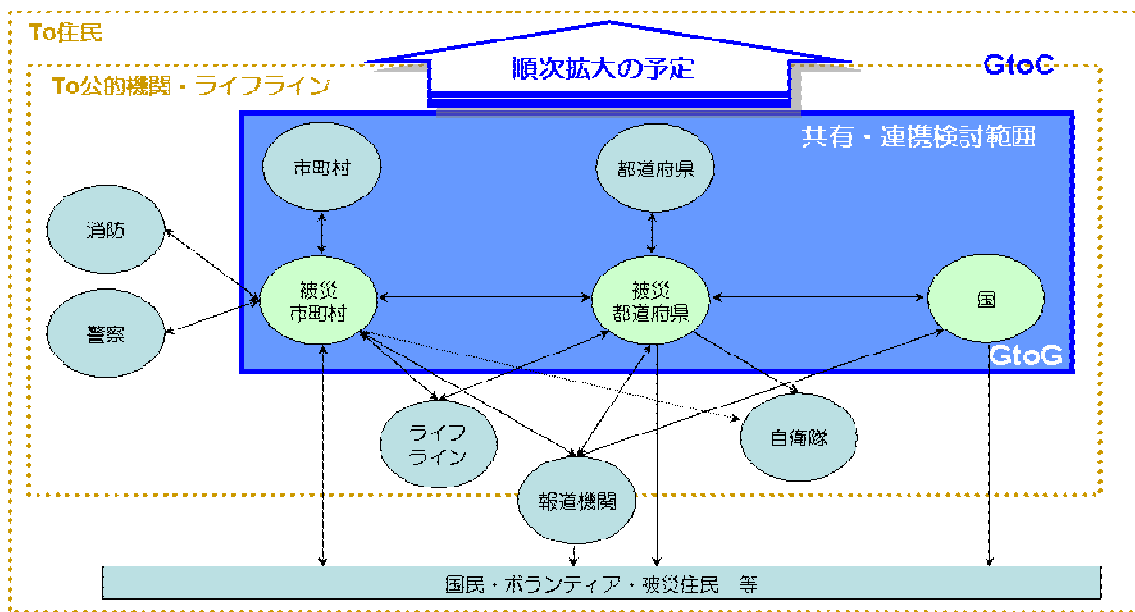 To住民
順次拡大の予定
GtoC
To公的機関・ライフライン
共有・連携検討範囲
市町村
都道府県
消防
被災
市町村
被災
都道府県
国
警察
GtoG
ライフ
ライン
自衛隊
報道機関
国民・ボランティア・被災住民　等